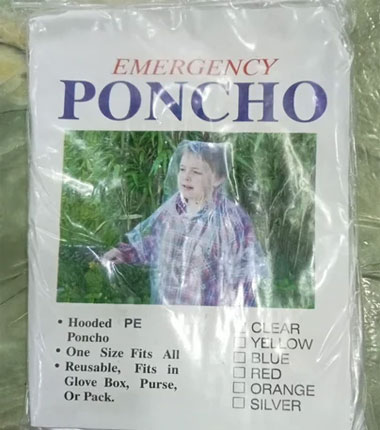 EMERGENCY
PONCHO
• Hooded PE
Poncho
• One Size Fits All
• Reusable, Fits in
Glove Box, Purse,
Or Pack.
CLEAR
YELLOW
BLUE
RED
ORANGE
SILVER